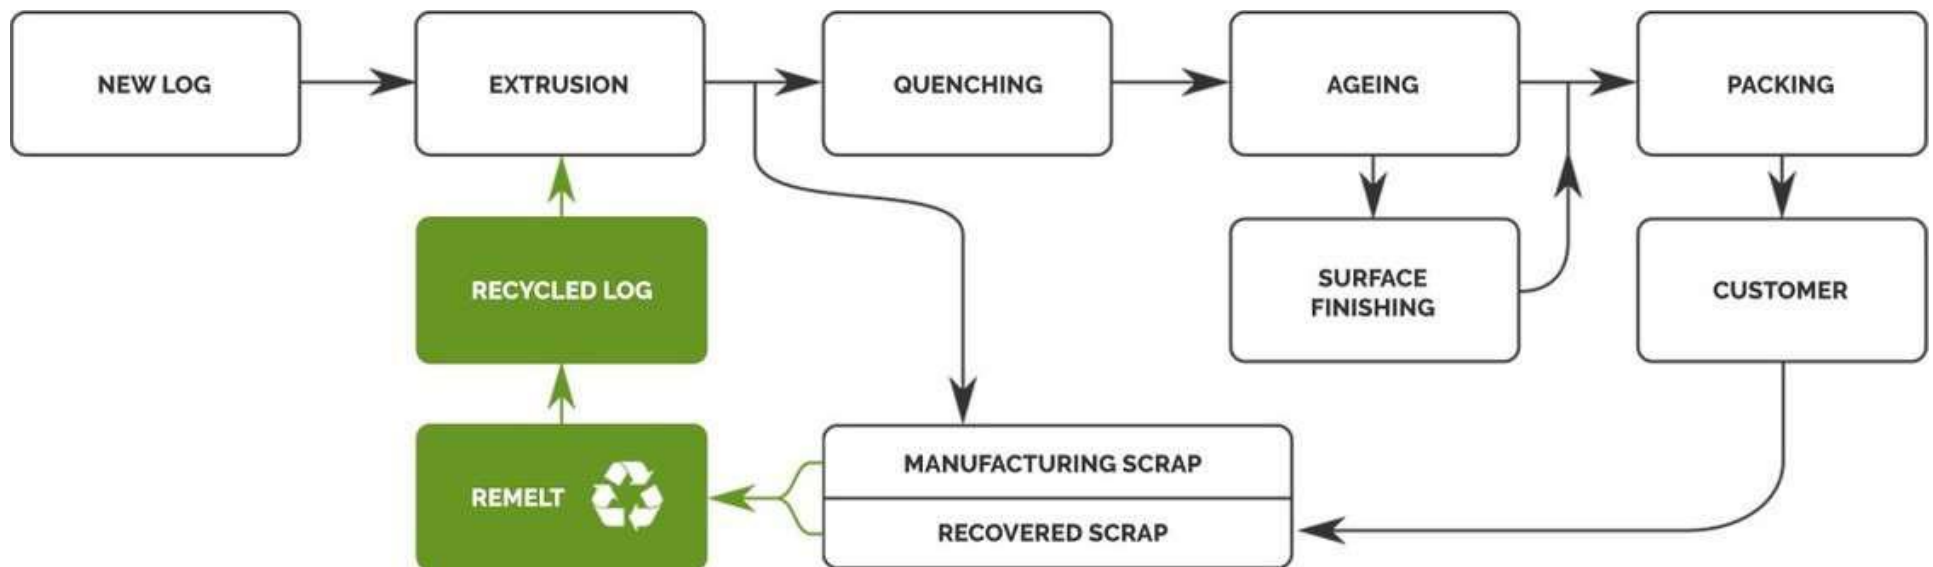 NEW LOG
EXTRUSION
QUENCHING
AGEING
PACKING
RECYCLED LOG
SURFACE
FINISHING
CUSTOMER
REMELT
MANUFACTURING SCRAP
RECOVERED SCRAP